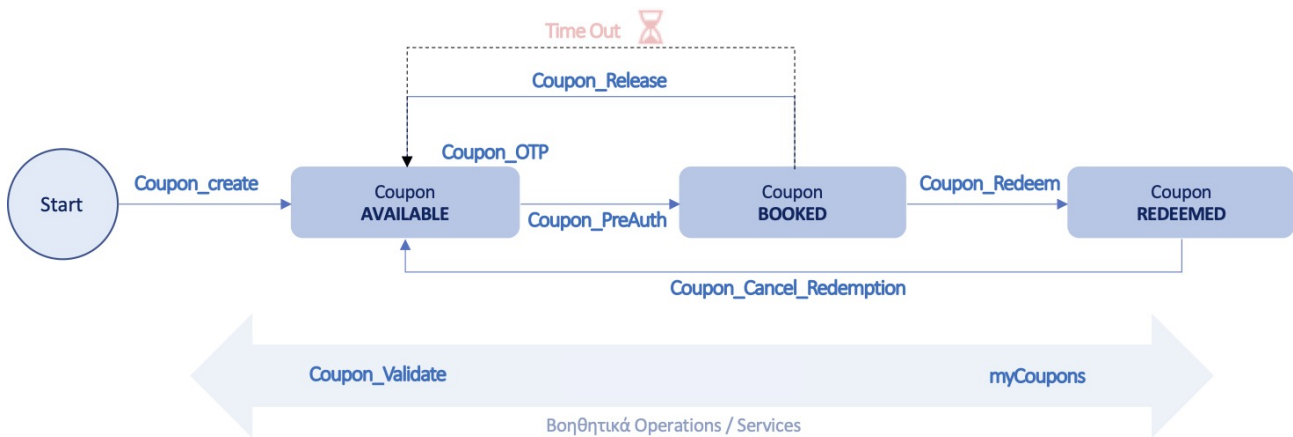 Time Out
Coupon_Release
Coupon_OTP
Coupon_create
Coupon_Redeem
Start
Coupon
AVAILABLE
Coupon
BOOKED
Coupon
REDEEMED
Coupon_PreAuth
Coupon_Cancel_Redemption
Coupon_Validate
myCoupons
Βοηθητικά Operations / Services